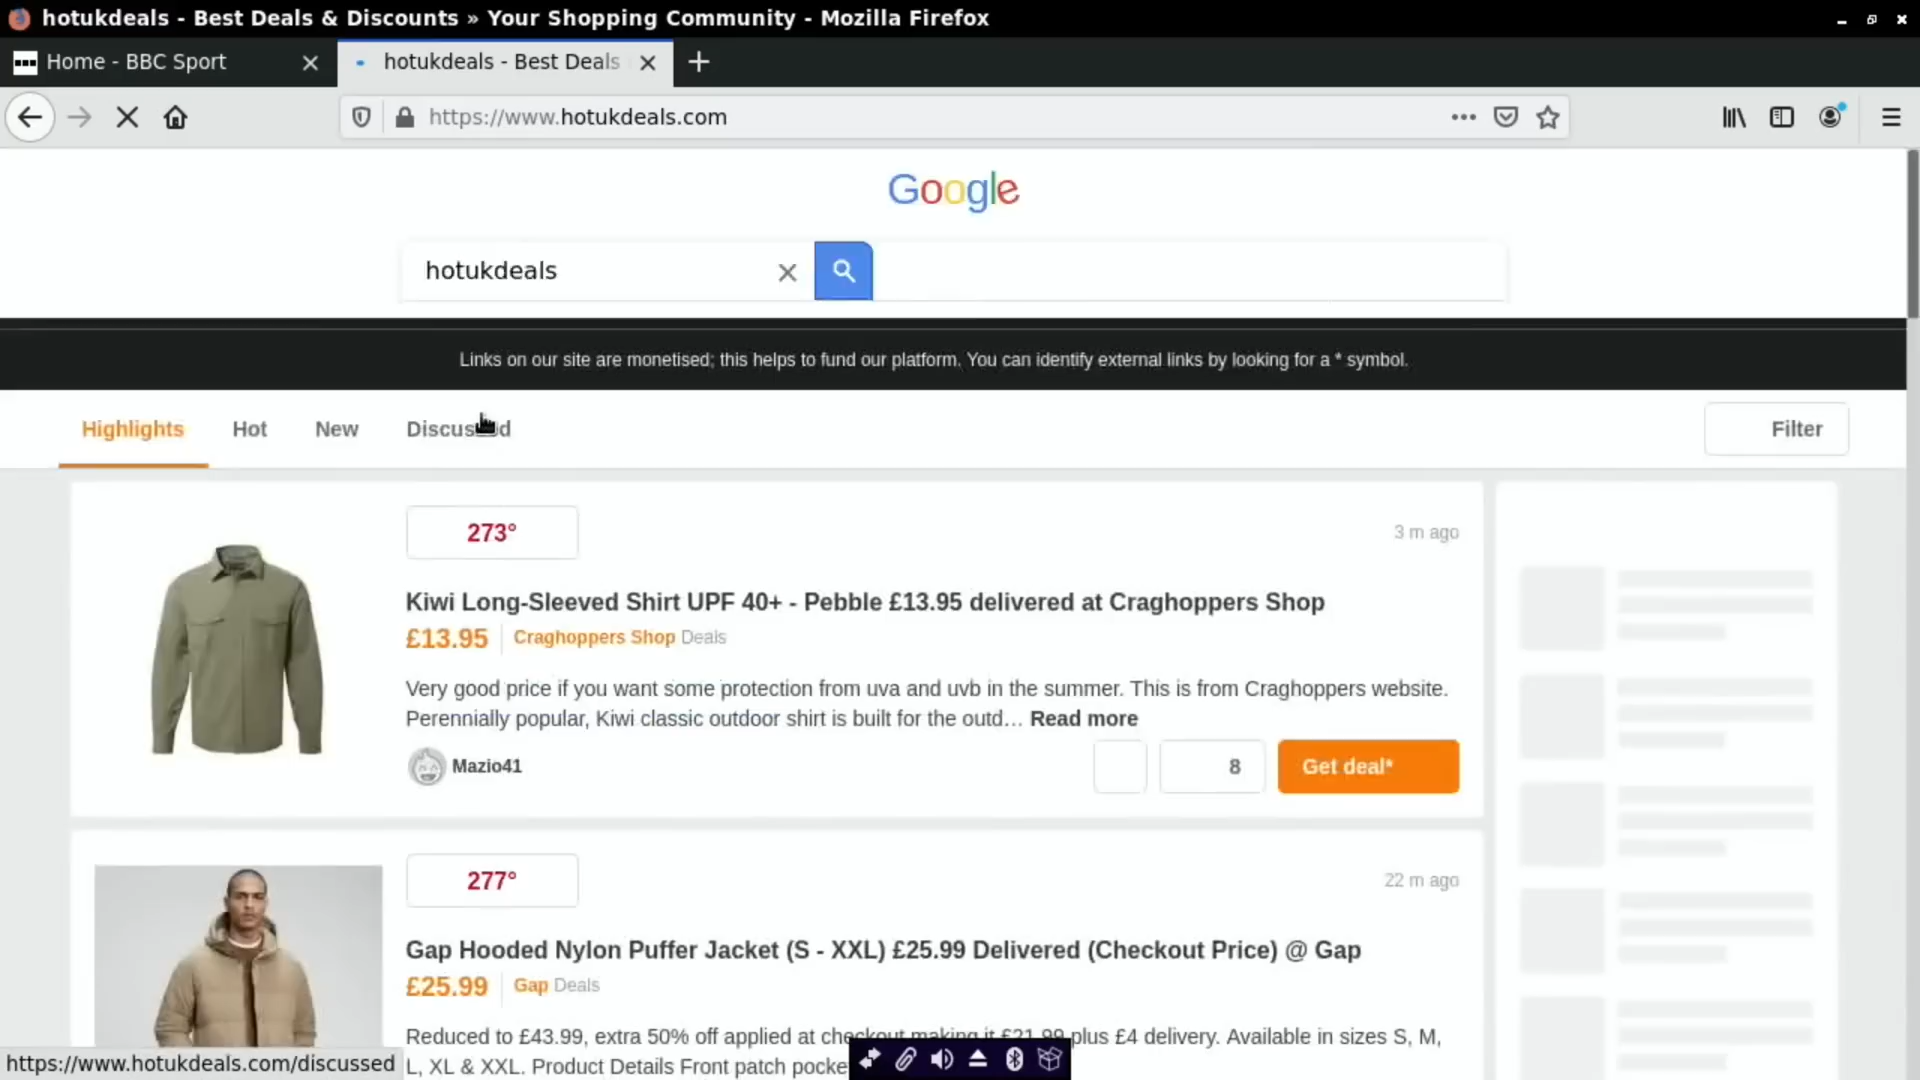 hotukdeals - Best Deals & Discounts » Your Shopping Community - Mozilla Firefox
Home - BBC Sport
hotukdeals - Best Deals
https://www.hotukdeals.com
Google
hotukdeals
Links on our site are monetised; this helps to fund our platform. You can identify external links by looking for a * symbol.
Highlights Hot New Discussed Filter
273°
3 m ago
Kiwi Long-Sleeved Shirt UPF 40+ - Pebble £13.95 delivered at Craghoppers Shop
£13.95 Craghoppers Shop Deals
Very good price if you want some protection from uva and uvb in the summer. This is from Craghoppers website.
Perennially popular, Kiwi classic outdoor shirt is built for the outd… Read more
Mazio41
8
Get deal*
277°
22 m ago
Gap Hooded Nylon Puffer Jacket (S - XXL) £25.99 Delivered (Checkout Price) @ Gap
£25.99 Gap Deals
Reduced to £43.99, extra 50% off applied at checkout making it £21.99 plus £4 delivery. Available in sizes S, M,
L, XL & XXL. Product Details Front patch pocke
https://www.hotukdeals.com/discussed